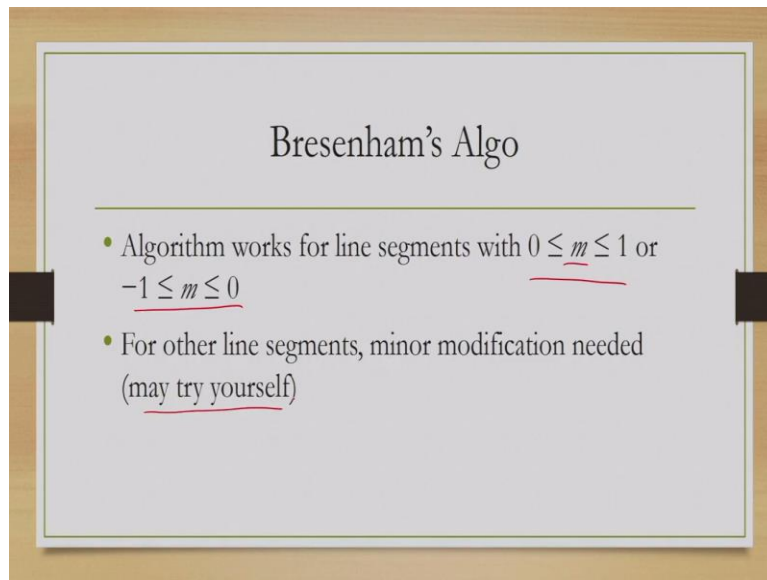 Bresenham's Algo
• Algorithm works for line segments with 0 ≤ m ≤ 1 or
−1 ≤ m ≤ 0
• For other line segments, minor modification needed
(may try yourself)